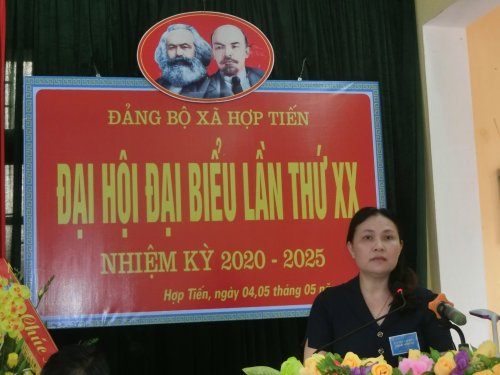 ĐẢNG BỘ XÃ HỢP TIẾN
ĐẠI HỘI ĐẠI BIỂU LẦN THỨ XX
NHIỆM KỲ 2020 - 2025
Hợp Tiến, ngày 04,05 tháng 05
Chúc